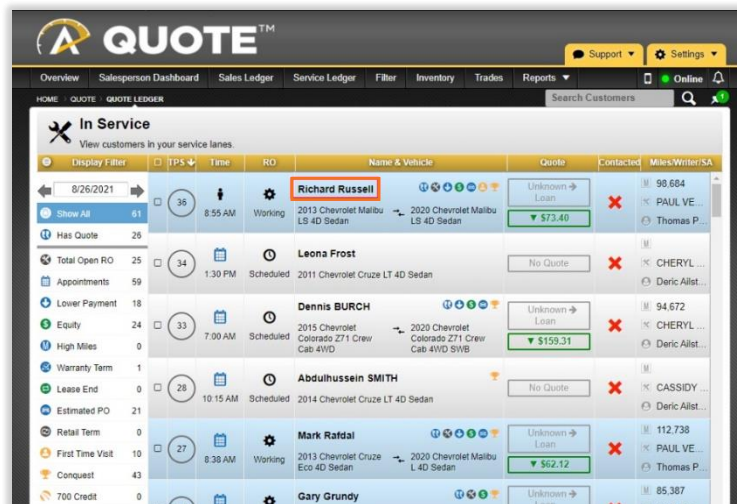 QUOTE™
Support ▼ Settings ▼
Overview Salesperson Dashboard Sales Ledger Service Ledger Filter Inventory Trades Reports ▼ Online
HOME > QUOTE > QUOTE LEDGER Search Customers 1
In Service
View customers in your service lanes.
Display Filter TPS Time RO Name & Vehicle Quote Contacted Miles/Writer/SA
8/26/2021
Show All 61
Has Quote 26
Total Open RO 25
Appointments 59
Lower Payment 18
Equity 24
High Miles 0
Warranty Term 1
Lease End 0
Estimated PO 21
Retail Term 0
First Time Visit 10
Conquest 43
700 Credit 0
36 8:55 AM Working
Richard Russell
2013 Chevrolet Malibu LS 4D Sedan
2020 Chevrolet Malibu LS 4D Sedan
Unknown → Loan
▼ $73.40
98,684
PAUL VE...
Thomas P...
34 1:30 PM Scheduled
Leona Frost
2011 Chevrolet Cruze LT 4D Sedan
No Quote
CHERYL ...
Deric Ailst...
33 7:00 AM Scheduled
Dennis BURCH
2015 Chevrolet Colorado Z71 Crew Cab 4WD
2020 Chevrolet Colorado Z71 Crew Cab 4WD SWB
Unknown → Loan
▼ $159.31
94,672
CHERYL ...
Deric Ailst...
28 10:15 AM Scheduled
Abdulhussein SMITH
2014 Chevrolet Cruze LT 4D Sedan
No Quote
CASSIDY ...
Deric Ailst...
27 8:38 AM Working
Mark Rafdal
2013 Chevrolet Cruze Eco 4D Sedan
2020 Chevrolet Malibu L 4D Sedan
Unknown → Loan
▼ $62.12
112,738
PAUL VE...
Thomas P...
Gary Grundy
Unknown →
85,387